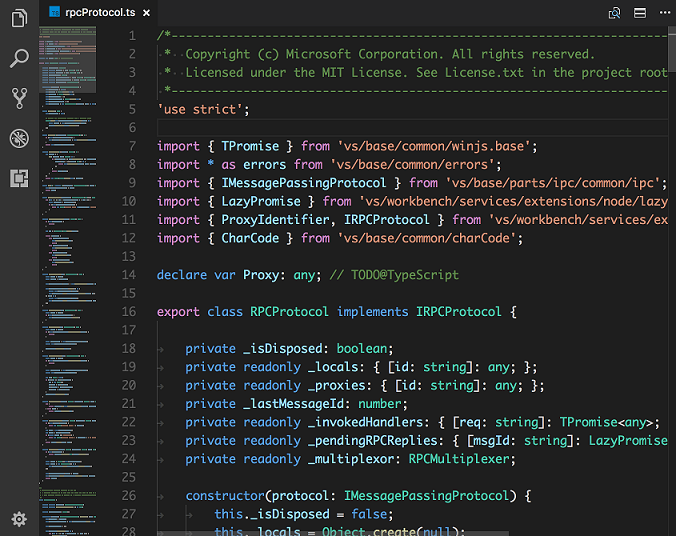 rpcProtocol.ts
1 /*---------------------------------------------------------------------
2 * Copyright (c) Microsoft Corporation. All rights reserved.
3 * Licensed under the MIT License. See License.txt in the project root
4 *---------------------------------------------------------------------
5 'use strict';
6
7 import { TPromise } from 'vs/base/common/winjs.base';
8 import * as errors from 'vs/base/common/errors';
9 import { IMessagePassingProtocol } from 'vs/base/parts/ipc/common/ipc';
10 import { LazyPromise } from 'vs/workbench/services/extensions/node/lazy
11 import { ProxyIdentifier, IRPCProtocol } from 'vs/workbench/services/ex
12 import { CharCode } from 'vs/base/common/charCode';
13
14 declare var Proxy: any; // TODO@TypeScript
15
16 export class RPCProtocol implements IRPCProtocol {
17
18 private _isDisposed: boolean;
19 private readonly _locals: { [id: string]: any; };
20 private readonly _proxies: { [id: string]: any; };
21 private _lastMessageId: number;
22 private readonly _invokedHandlers: { [req: string]: TPromise<any>;
23 private readonly _pendingRPCReplies: { [msgId: string]: LazyPromise
24 private readonly _multiplexor: RPCMultiplexer;
25
26 constructor(protocol: IMessagePassingProtocol) {
27 this._isDisposed = false;
28 this._locals = Object.create(null);